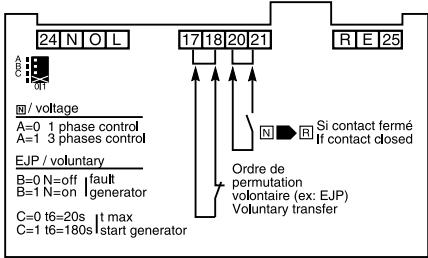 24 N O L 17 18 20 21 R E 25
A
B
C
0 1
N / voltage
A=0 1 phase control
A=1 3 phases control
EJP / voluntary
B=0 N=off fault
B=1 N=on generator
C=0 t6=20s t max
C=1 t6=180s start generator
N R Si contact fermé
If contact closed
Ordre de
permutation
volontaire (ex: EJP)
Voluntary transfer